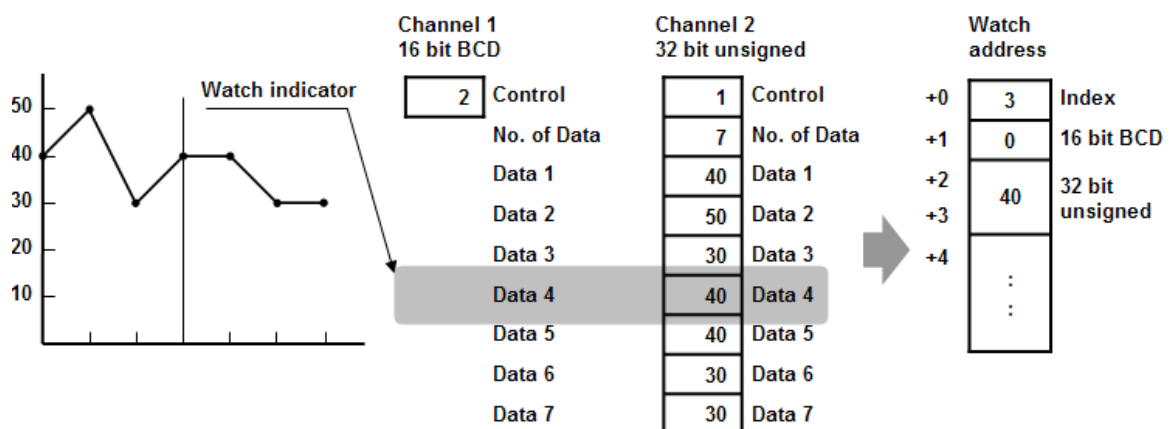 Channel 1
16 bit BCD
Channel 2
32 bit unsigned
Watch
address
Watch indicator
50
40
30
20
10
2 Control
No. of Data
Data 1
Data 2
Data 3
Data 4
Data 5
Data 6
Data 7
1 Control
7 No. of Data
40 Data 1
50 Data 2
30 Data 3
40 Data 4
40 Data 5
30 Data 6
30 Data 7
+0 3 Index
+1 0 16 bit BCD
+2
+3
40
32 bit
unsigned
+4
:
: